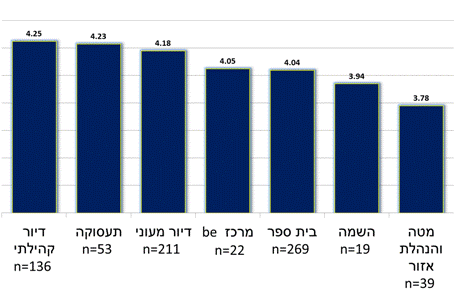 4.25
4.23
4.18
4.05
4.04
3.94
3.78
דיור
קהילתי
n=136
תעסוקה
n=53
דיור מעוני
n=211
מרכז be
n=22
בית ספר
n=269
השמה
n=19
מטה
והנהלת
אזור
n=39